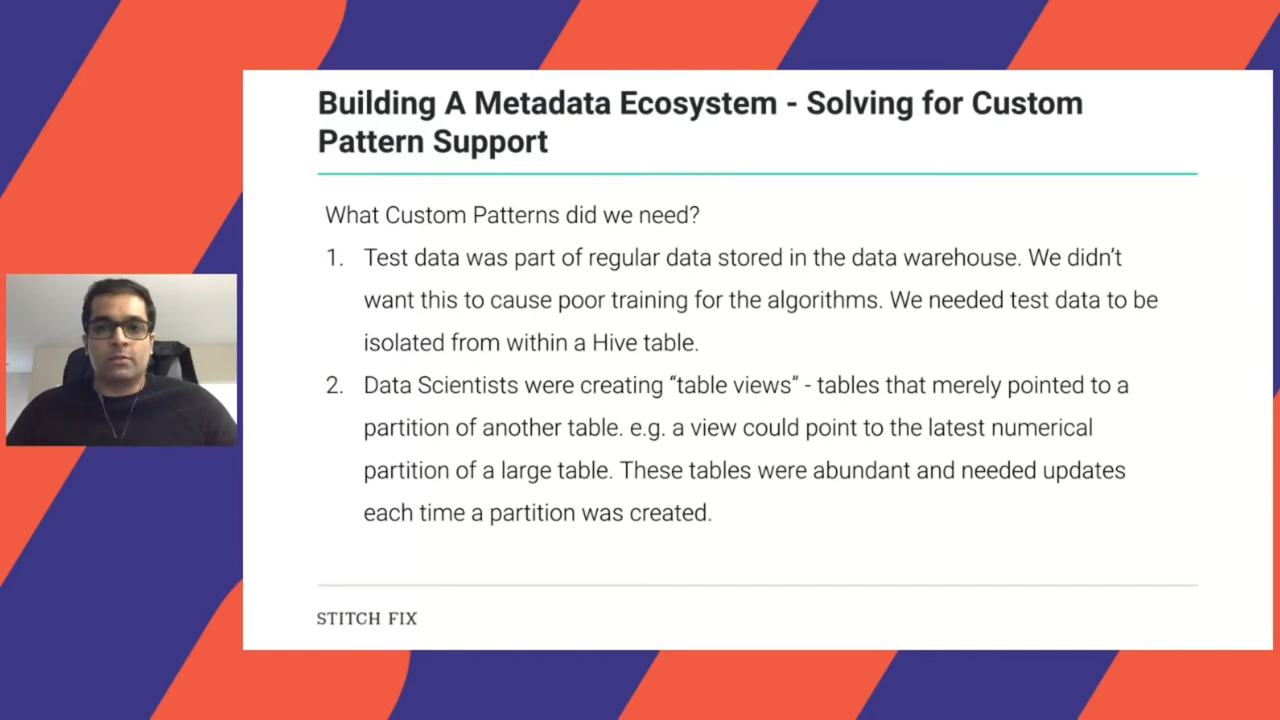 Building A Metadata Ecosystem - Solving for Custom
Pattern Support
What Custom Patterns did we need?
1. Test data was part of regular data stored in the data warehouse. We didn’t
want this to cause poor training for the algorithms. We needed test data to be
isolated from within a Hive table.
2. Data Scientists were creating “table views” - tables that merely pointed to a
partition of another table. e.g. a view could point to the latest numerical
partition of a large table. These tables were abundant and needed updates
each time a partition was created.
STITCH FIX